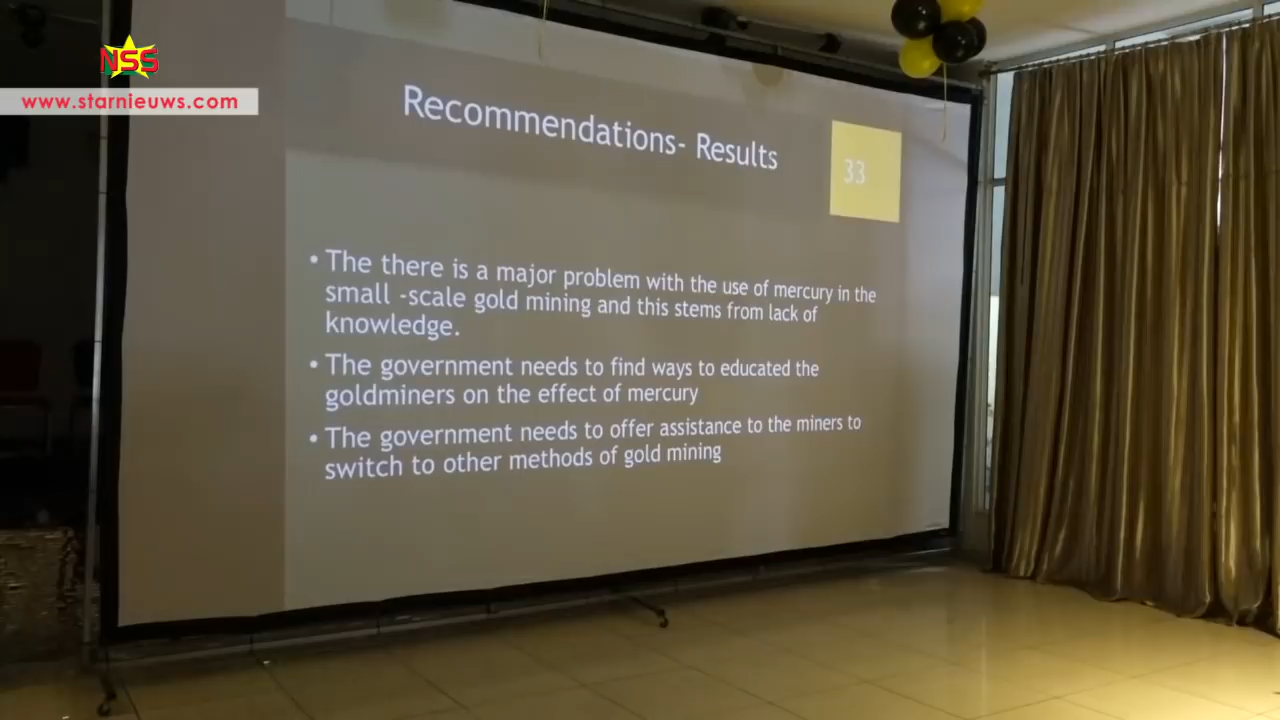 NSS
www.starnieuws.com
Recommendations- Results
33
• The there is a major problem with the use of mercury in the
small -scale gold mining and this stems from lack of
knowledge.
• The government needs to find ways to educated the
goldminers on the effect of mercury
• The government needs to offer assistance to the miners to
switch to other methods of gold mining